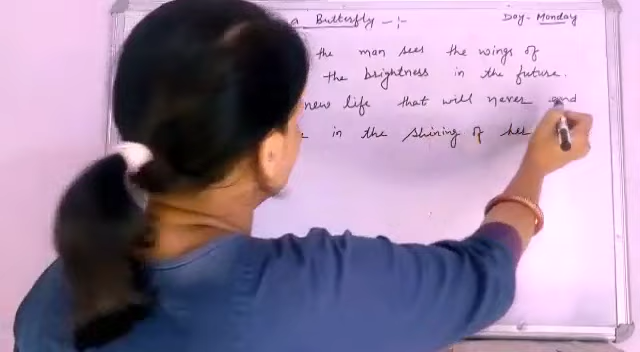 a Butterfly -:- Day - Monday
the man sees the wings of
the brightness in the future.
new life that will never end
in the shining of her